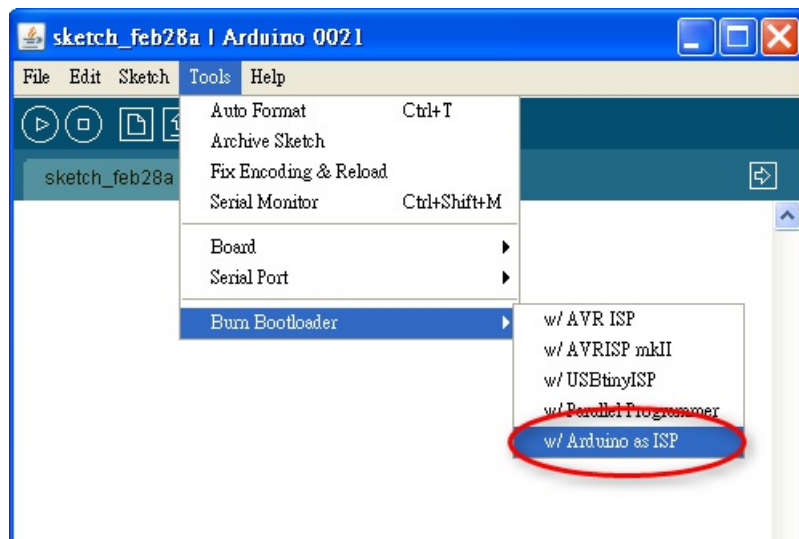 sketch_feb28a | Arduino 0021
File Edit Sketch Tools Help
sketch_feb28a
Auto Format Ctrl+T
Archive Sketch
Fix Encoding & Reload
Serial Monitor Ctrl+Shift+M
Board
Serial Port
Burn Bootloader
w/ AVR ISP
w/ AVRISP mkII
w/ USBtinyISP
w/ Parallel Programmer
w/ Arduino as ISP